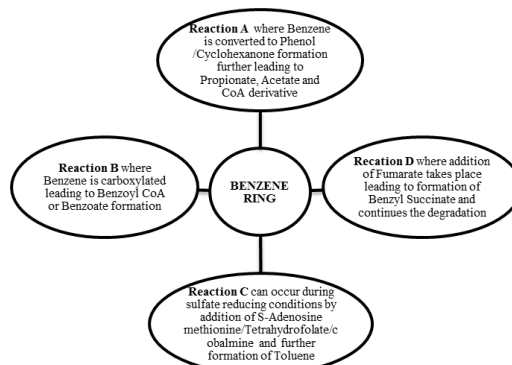 Reaction A where Benzene
is converted to Phenol
/Cyclohexanone formation
further leading to
Propionate, Acetate and
CoA derivative
Reaction B where
Benzene is carboxylated
leading to Benzoyl CoA
or Benzoate formation
BENZENE
RING
Recation D where addition
of Fumarate takes place
leading to formation of
Benzyl Succinate and
continues the degradation
Reaction C can occur during
sulfate reducing conditions by
addition of S-Adenosine
methionine/Tetrahydrofolate/c
obalmine and further
formation of Toluene